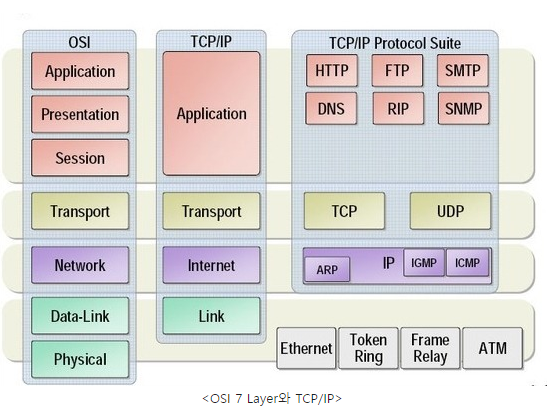 OSI
TCP/IP
TCP/IP Protocol Suite
Application
Application
HTTP
FTP
SMTP
Presentation
DNS
RIP
SNMP
Session
Transport
Transport
TCP
UDP
Network
Internet
ARP
IP
IGMP
ICMP
Data-Link
Link
Physical
Ethernet
Token
Ring
Frame
Relay
ATM
<OSI 7 Layer와 TCP/IP>